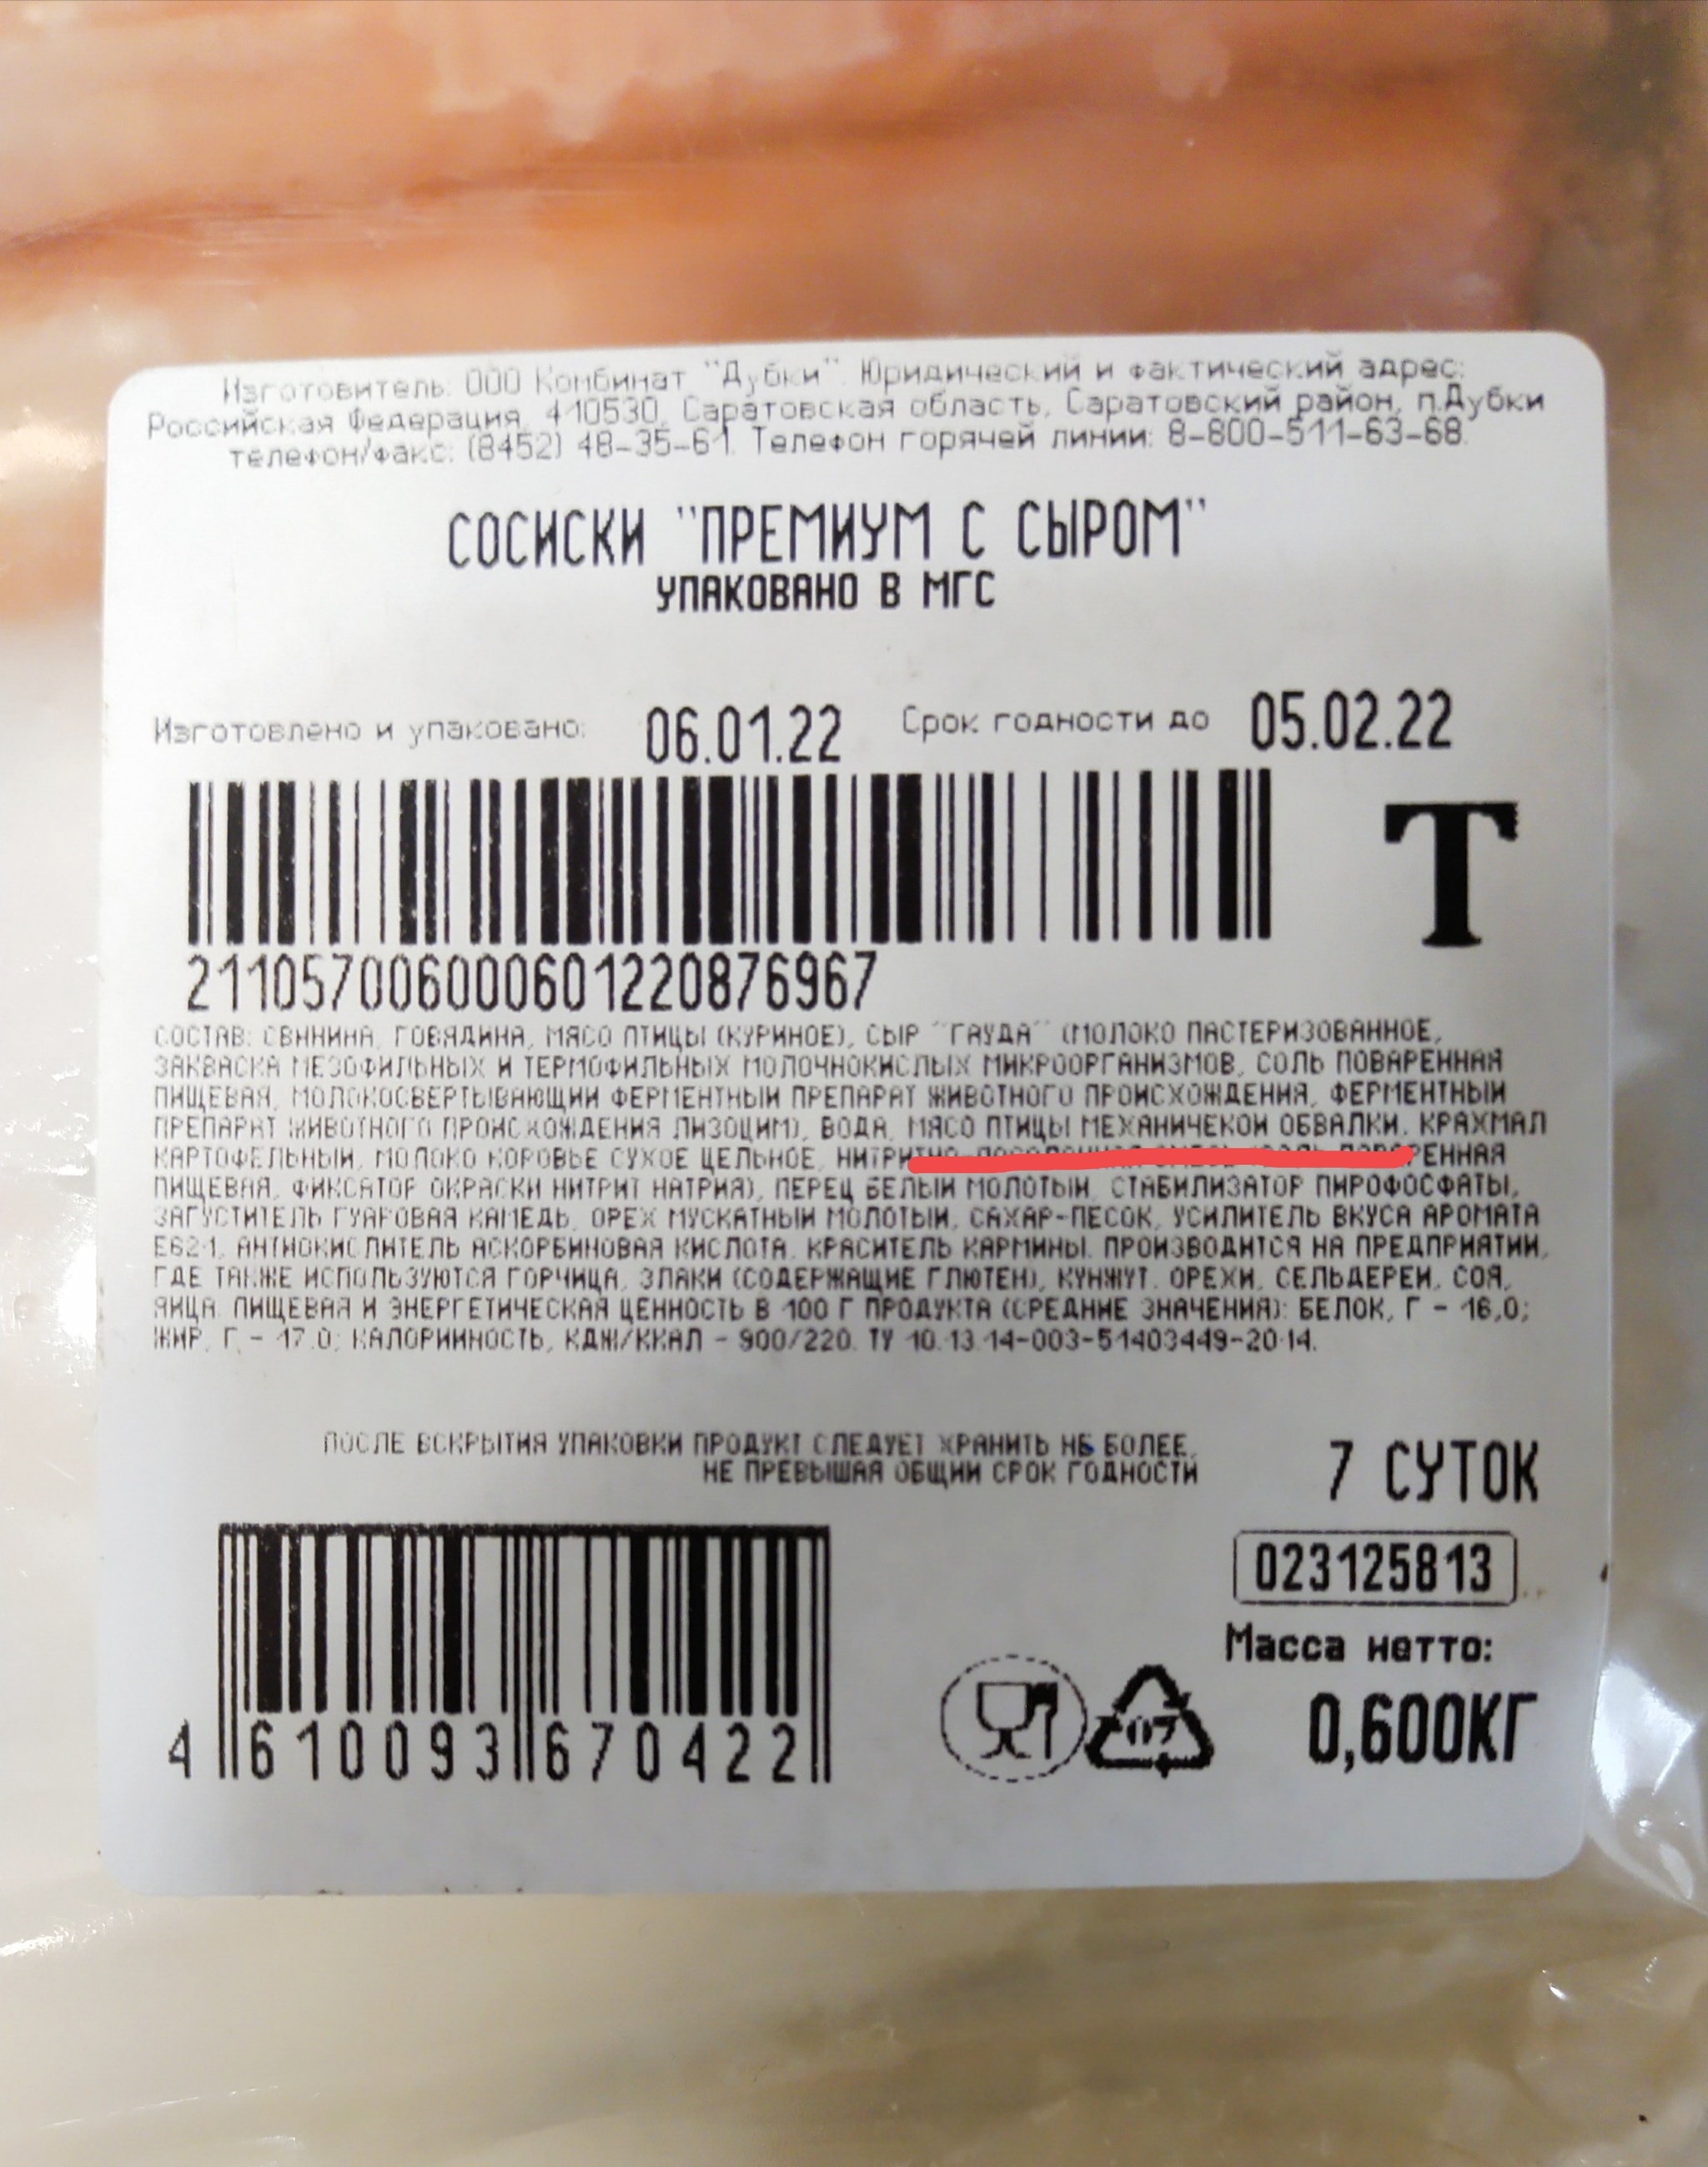 Изготовитель: ООО Комбинат "Дубки". Юридический и фактический адрес:
Российская Федерация, 410530, Саратовская область, Саратовский район, п.Дубки
телефон/факс: (8452) 48-35-61. Телефон горячей линии: 8-800-511-63-68.
СОСИСКИ "ПРЕМИУМ С СЫРОМ"
УПАКОВАНО В МГС
Изготовлено и упаковано: 06.01.22 Срок годности до 05.02.22
Т
211057006000601220876967
СОСТАВ: СВИНИНА, ГОВЯДИНА, МЯСО ПТИЦЫ (КУРИНОЕ), СЫР "ГАУДА" (МОЛОКО ПАСТЕРИЗОВАННОЕ,
ЗАКВАСКА МЕЗОФИЛЬНЫХ И ТЕРМОФИЛЬНЫХ МОЛОЧНОКИСЛЫХ МИКРООРГАНИЗМОВ, СОЛЬ ПОВАРЕННАЯ
ПИЩЕВАЯ, МОЛОКОСВЕРТЫВАЮЩИЙ ФЕРМЕНТНЫЙ ПРЕПАРАТ ЖИВОТНОГО ПРОИСХОЖДЕНИЯ, ФЕРМЕНТНЫЙ
ПРЕПАРАТ ЖИВОТНОГО ПРОИСХОЖДЕНИЯ ЛИЗОЦИМ), ВОДА, МЯСО ПТИЦЫ МЕХАНИЧЕКОЙ ОБВАЛКИ, КРАХМАЛ
КАРТОФЕЛЬНЫЙ, МОЛОКО КОРОВЬЕ СУХОЕ ЦЕЛЬНОЕ,
ПИЩЕВАЯ, ФИКСАТОР ОКРАСКИ НИТРИТ НАТРИЯ), ПЕРЕЦ БЕЛЫЙ МОЛОТЫЙ, СТАБИЛИЗАТОР ПИРОФОСФАТЫ,
ЗАГУСТИТЕЛЬ ГУАРОВАЯ КАМЕДЬ, ОРЕХ МУСКАТНЫЙ МОЛОТЫЙ, САХАР-ПЕСОК, УСИЛИТЕЛЬ ВКУСА АРОМАТА
Е621, АНТИОКИСЛИТЕЛЬ АСКОРБИНОВАЯ КИСЛОТА, КРАСИТЕЛЬ КАРМИНЫ. ПРОИЗВОДИТСЯ НА ПРЕДПРИЯТИИ,
ГДЕ ТАКЖЕ ИСПОЛЬЗУЮТСЯ ГОРЧИЦА, ЗЛАКИ (СОДЕРЖАЩИЕ ГЛЮТЕН), КУНЖУТ, ОРЕХИ, СЕЛЬДЕРЕЙ, СОЯ,
ЯЙЦА. ПИЩЕВАЯ И ЭНЕРГЕТИЧЕСКАЯ ЦЕННОСТЬ В 100 Г ПРОДУКТА (СРЕДНИЕ ЗНАЧЕНИЯ): БЕЛОК, Г - 16,0;
ЖИР, Г, - 17,0; КАЛОРИЙНОСТЬ, КДЖ/ККАЛ - 900/220. ТУ 10.13.14-003-51403449-2014.
ПОСЛЕ ВСКРЫТИЯ УПАКОВКИ ПРОДУКТ СЛЕДУЕТ ХРАНИТЬ НЕ БОЛЕЕ,
НЕ ПРЕВЫШАЯ ОБЩИЙ СРОК ГОДНОСТИ
7 СУТОК
023125813
Масса нетто:
0,600КГ
07
4 610093 670422